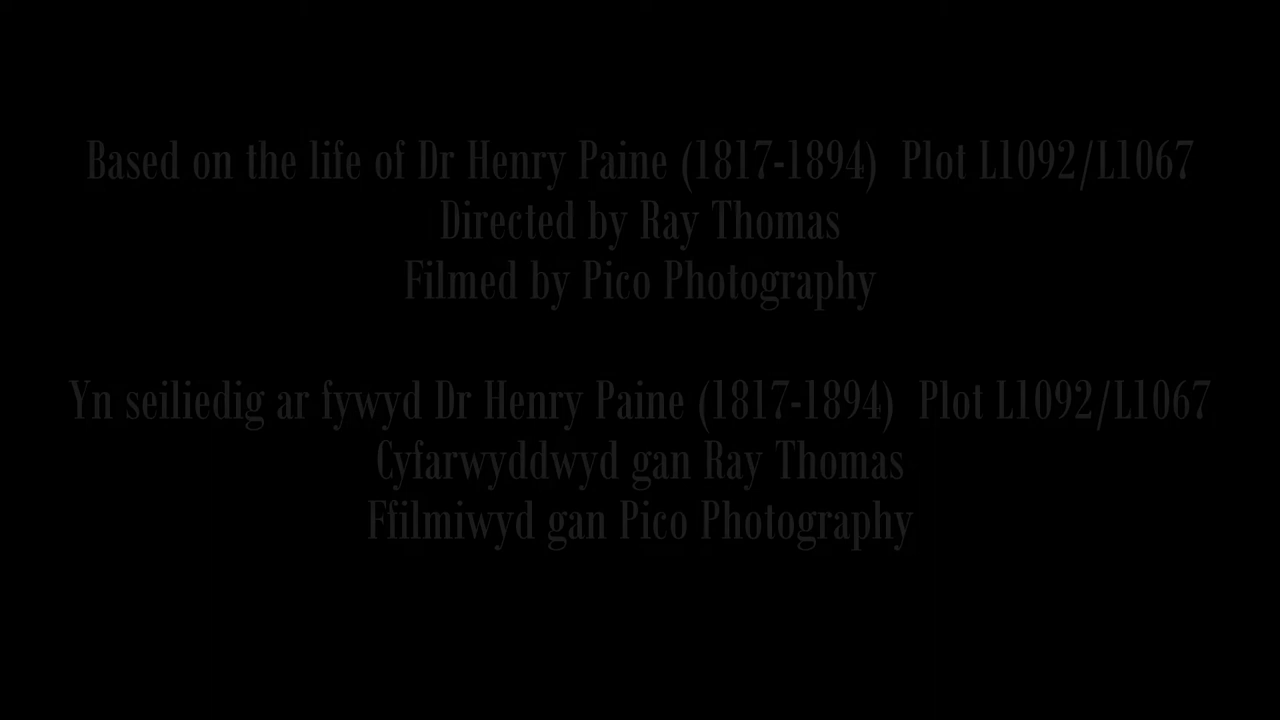 Based on the life of Dr Henry Paine (1817-1894) Plot L1092/L1067
Directed by Ray Thomas
Filmed by Pico Photography
Yn seiliedig ar fywyd Dr Henry Paine (1817-1894) Plot L1092/L1067
Cyfarwyddwyd gan Ray Thomas
Ffilmiwyd gan Pico Photography